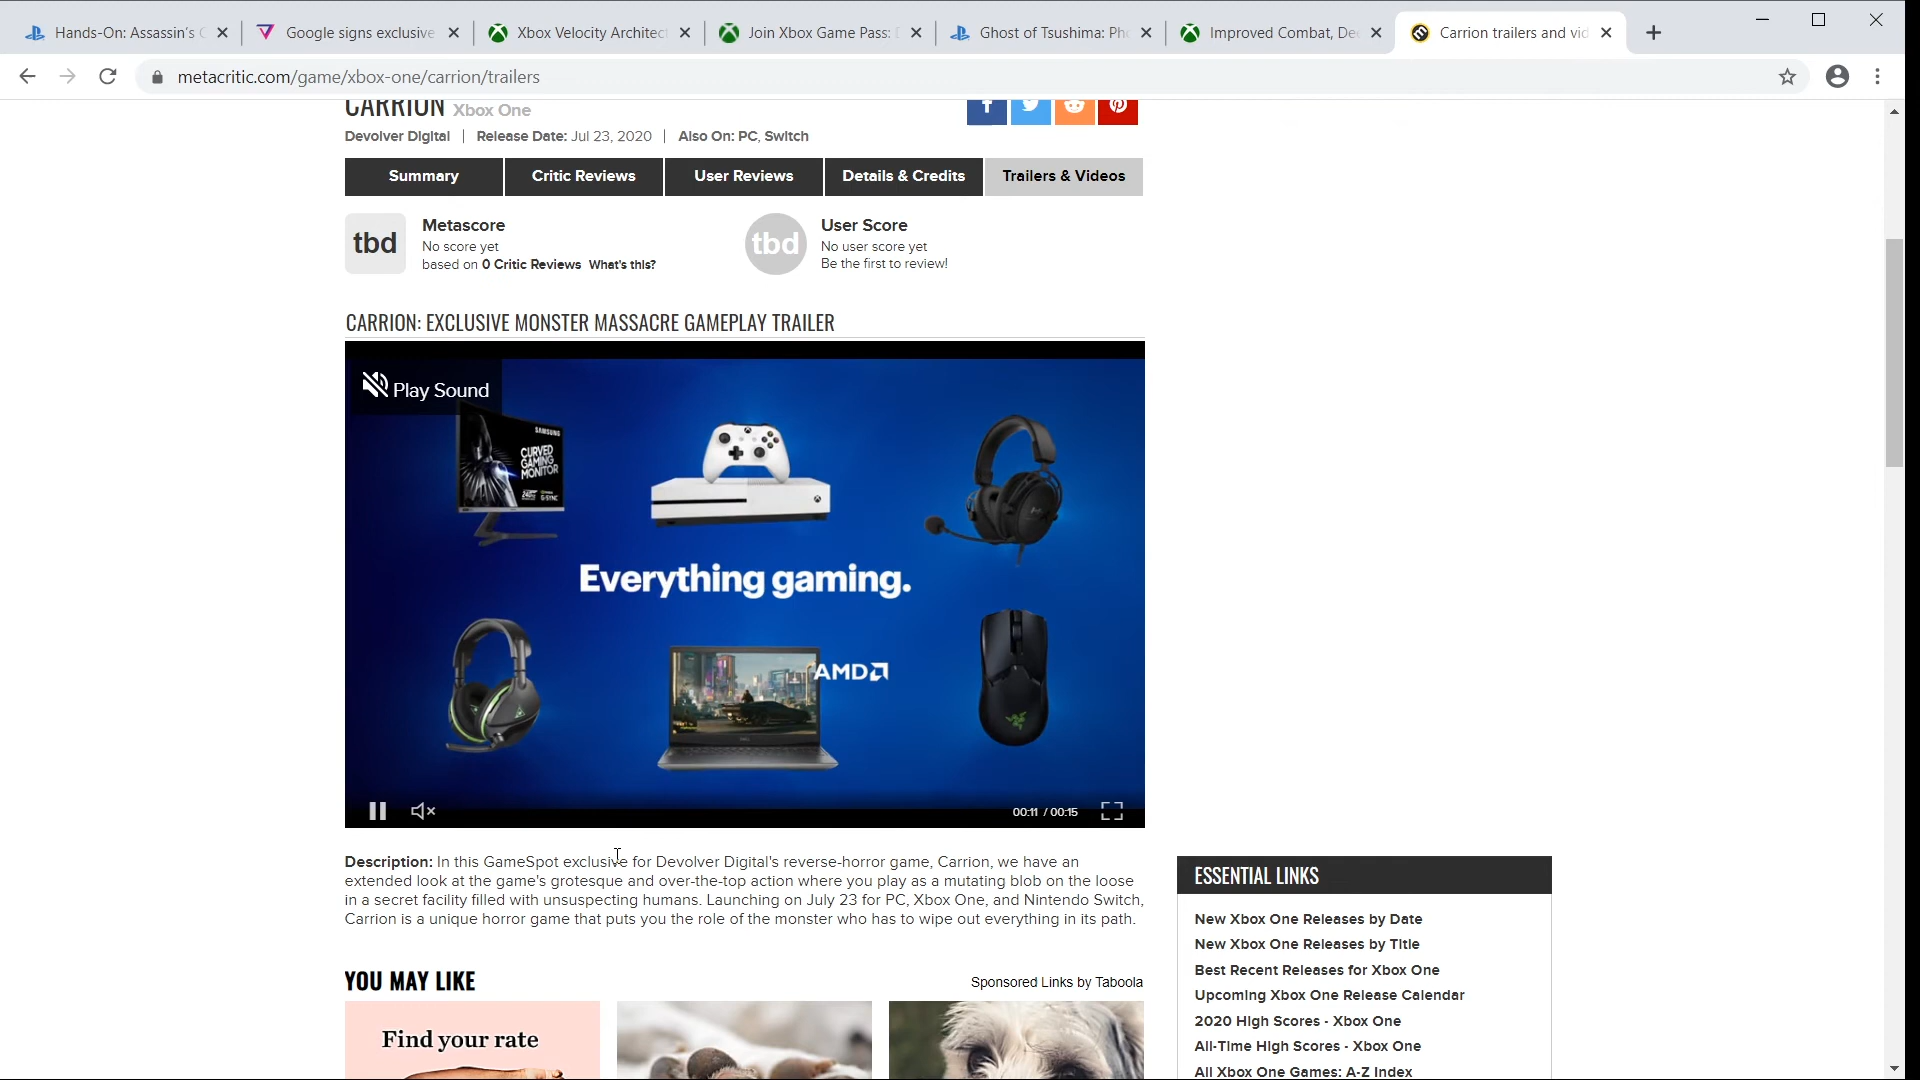 Hands-On: Assassin's C
Google signs exclusive
Xbox Velocity Architec
Join Xbox Game Pass: E
Ghost of Tsushima: Pho
Improved Combat, Dee
Carrion trailers and vid
metacritic.com/game/xbox-one/carrion/trailers
CARRION Xbox One
Devolver Digital | Release Date: Jul 23, 2020 | Also On: PC, Switch
Summary
Critic Reviews
User Reviews
Details & Credits
Trailers & Videos
tbd
Metascore
No score yet
based on 0 Critic Reviews What's this?
tbd
User Score
No user score yet
Be the first to review!
CARRION: EXCLUSIVE MONSTER MASSACRE GAMEPLAY TRAILER
Play Sound
SAMSUNG
CURVED
GAMING
MONITOR
G-SYNC
Everything gaming.
AMD
00:11 / 00:15
Description: In this GameSpot exclusive for Devolver Digital's reverse-horror game, Carrion, we have an
extended look at the game's grotesque and over-the-top action where you play as a mutating blob on the loose
in a secret facility filled with unsuspecting humans. Launching on July 23 for PC, Xbox One, and Nintendo Switch,
Carrion is a unique horror game that puts you the role of the monster who has to wipe out everything in its path.
YOU MAY LIKE
Sponsored Links by Taboola
Find your rate
ESSENTIAL LINKS
New Xbox One Releases by Date
New Xbox One Releases by Title
Best Recent Releases for Xbox One
Upcoming Xbox One Release Calendar
2020 High Scores - Xbox One
All-Time High Scores - Xbox One
All Xbox One Games: A-Z Index